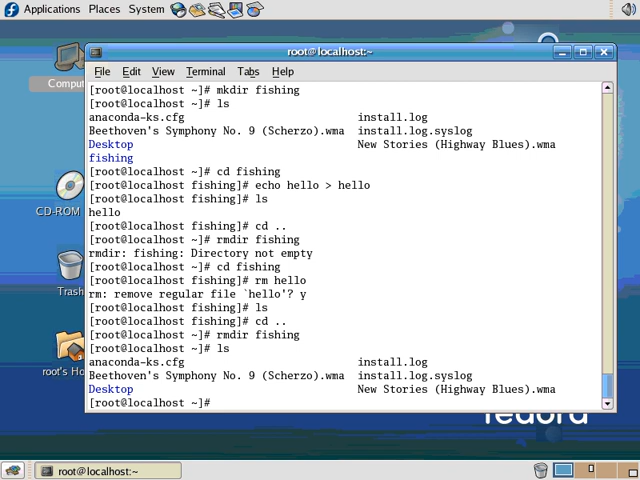 Applications Places System
root@localhost:~
File Edit View Terminal Tabs Help
[root@localhost ~]# mkdir fishing
[root@localhost ~]# ls
anaconda-ks.cfg install.log
Beethoven's Symphony No. 9 (Scherzo).wma install.log.syslog
Desktop New Stories (Highway Blues).wma
fishing
[root@localhost ~]# cd fishing
[root@localhost fishing]# echo hello > hello
[root@localhost fishing]# ls
hello
[root@localhost fishing]# cd ..
[root@localhost ~]# rmdir fishing
rmdir: fishing: Directory not empty
[root@localhost ~]# cd fishing
[root@localhost fishing]# rm hello
rm: remove regular file `hello'? y
[root@localhost fishing]# ls
[root@localhost fishing]# cd ..
[root@localhost ~]# rmdir fishing
[root@localhost ~]# ls
anaconda-ks.cfg install.log
Beethoven's Symphony No. 9 (Scherzo).wma install.log.syslog
Desktop New Stories (Highway Blues).wma
[root@localhost ~]#
Comput
CD-ROM
Trash
root's Ho
fedora
root@localhost:~